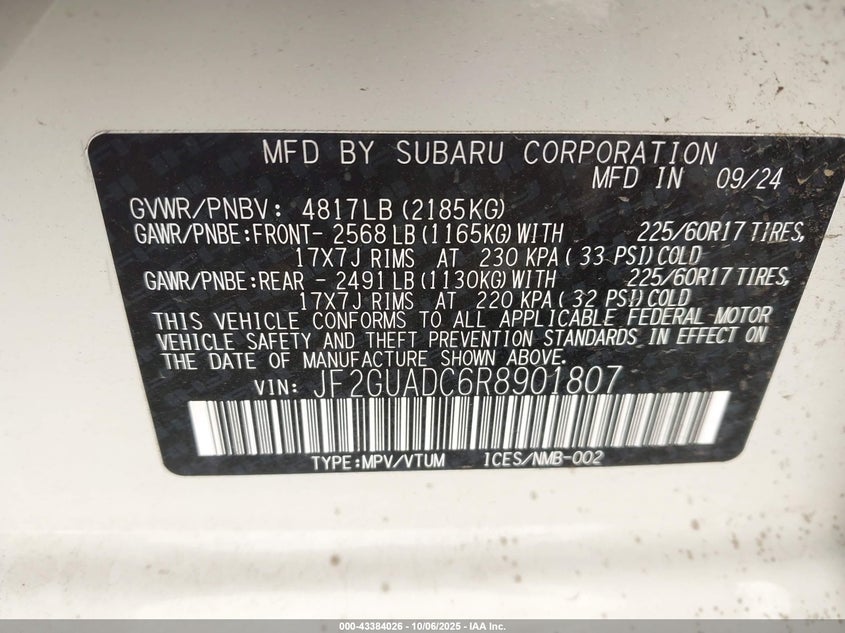 MFD BY SUBARU CORPORATION
MFD IN 09/24
GVWR/PNBV: 4817LB (2185KG)
GAWR/PNBE:FRONT- 2568 LB (1165KG) WITH 225/60R17 TIRES,
17X7J RIMS AT 230 KPA ( 33 PSI) COLD
GAWR/PNBE:REAR - 2491 LB (1130KG) WITH 225/60R17 TIRES,
17X7J RIMS AT 220 KPA ( 32 PSI) COLD
THIS VEHICLE CONFORMS TO ALL APPLICABLE FEDERAL MOTOR
VEHICLE SAFETY AND THEFT PREVENTION STANDARDS IN EFFECT ON
THE DATE OF MANUFACTURE SHOWN ABOVE.
VIN: JF2GUADC6R8901807
TYPE:MPV/VTUM ICES/NMB-002
000-43384026 - 10/06/2025 - IAA Inc.